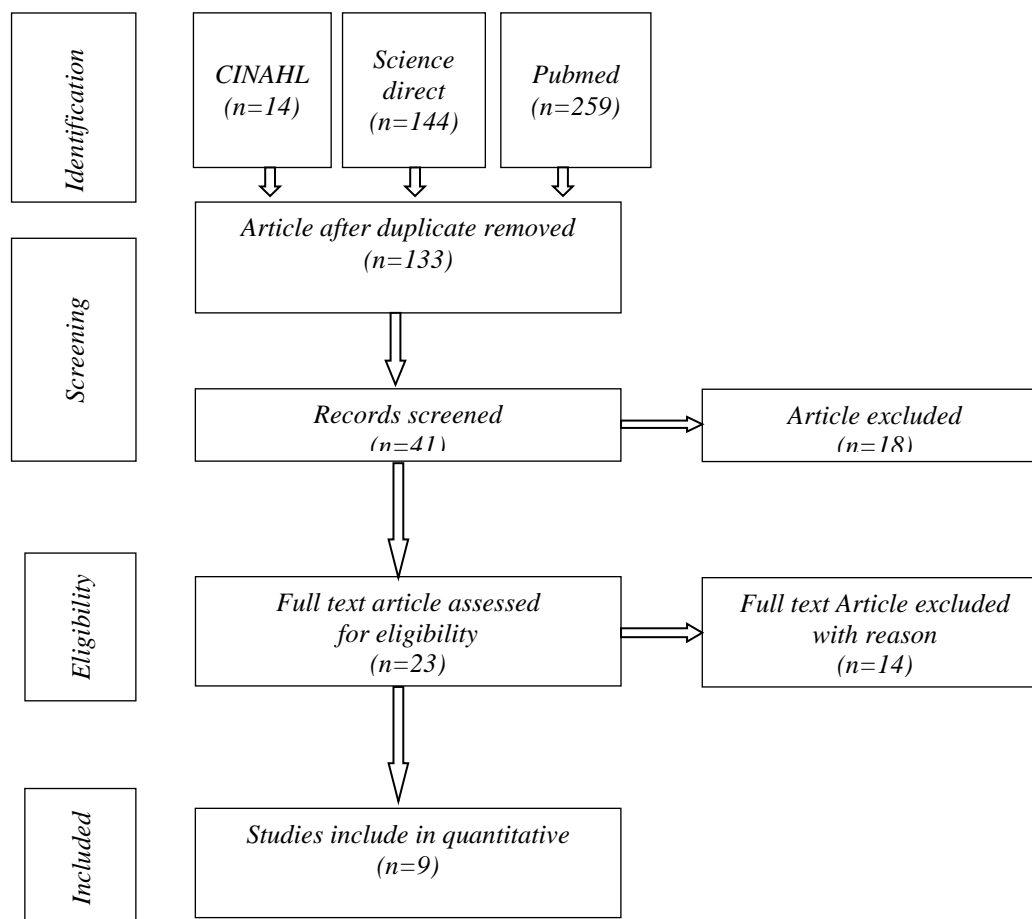 Identification
CINAHL
(n=14)
Science
direct
(n=144)
Pubmed
(n=259)
Screening
Article after duplicate removed
(n=133)
Records screened
(n=41)
Article excluded
(n=18)
Eligibility
Full text article assessed
for eligibility
(n=23)
Full text Article excluded
with reason
(n=14)
Included
Studies include in quantitative
(n=9)